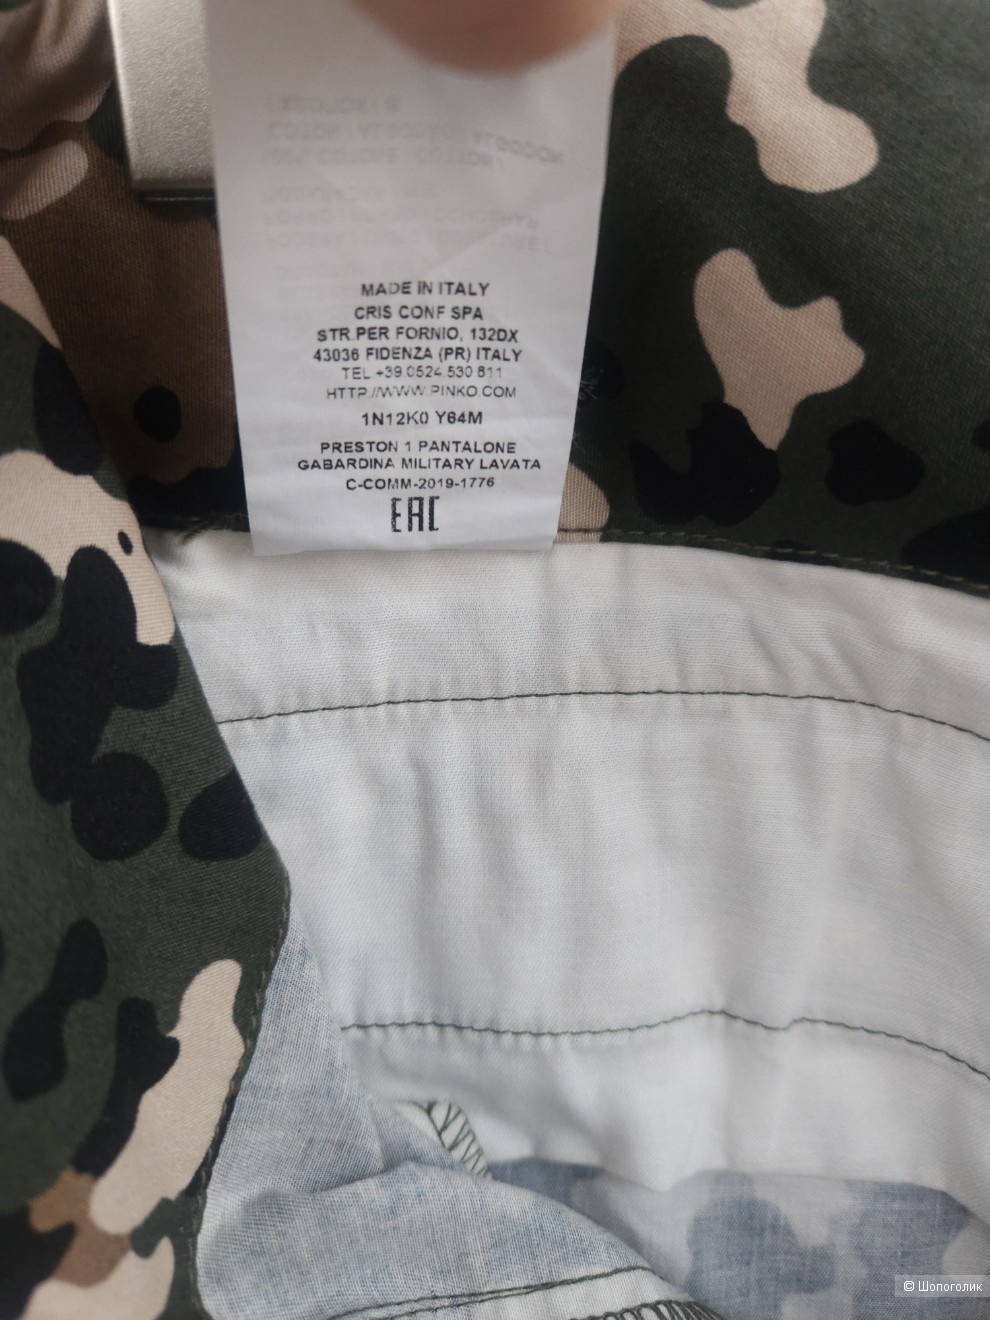 MADE IN ITALY
CRIS CONF SPA
STR.PER FORNIO, 132DX
43036 FIDENZA (PR) ITALY
TEL +39 0524 530 611
HTTP://WWW.PINKO.COM
1N12K0 Y64M
PRESTON 1 PANTALONE
GABARDINA MILITARY LAVATA
C-COMM-2019-1776
EAC
© Шопоголик